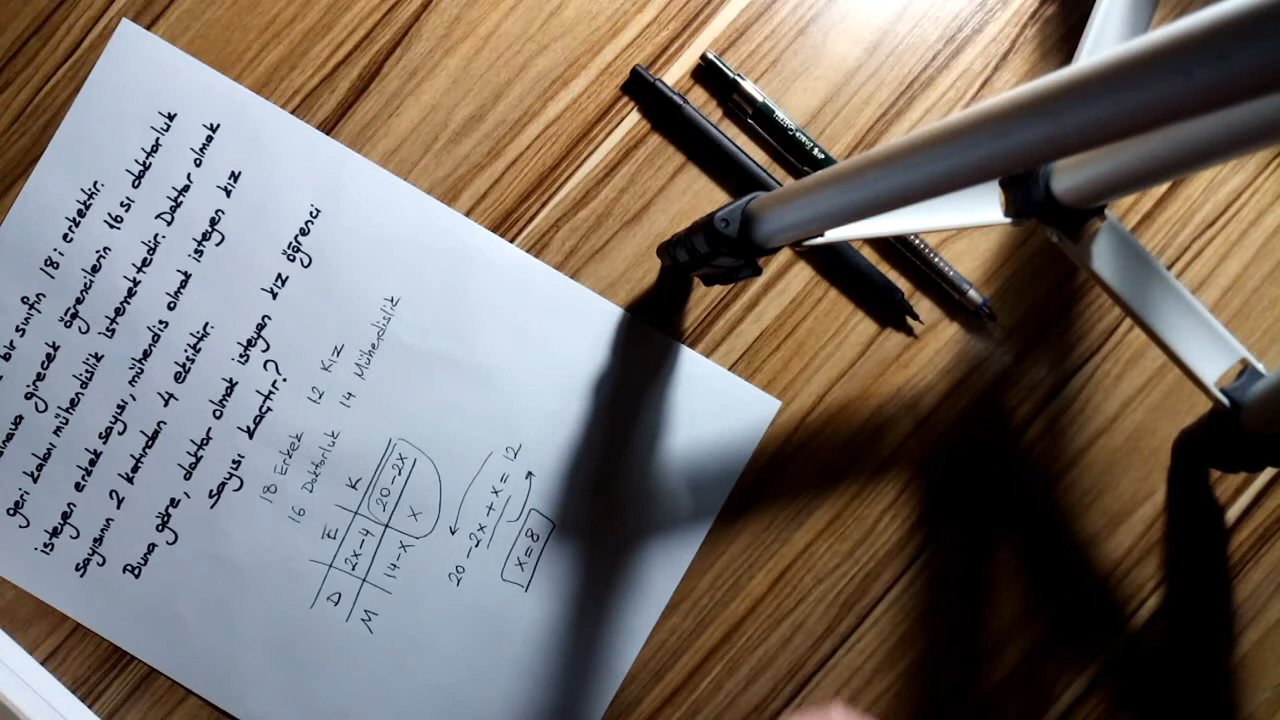 bir sınıfın 18 i erkektir.
girecek öğrencilerin 16 sı doktorluk
geri kalanı mühendislik istemektedir. Doktor olmak
isteyen erkek sayısı, mühendis olmak isteyen kız
sayısının 2 katından 4 eksiktir.
Buna göre, doktor olmak isteyen kız öğrenci
sayısı kaçtır?
18 Erkek 12 Kız
16 Doktorluk 14 Mühendislik
E K
D 2x-4 20-2x
M 14-x x
20-2x+x=12
x=8
FABER-CASTELL